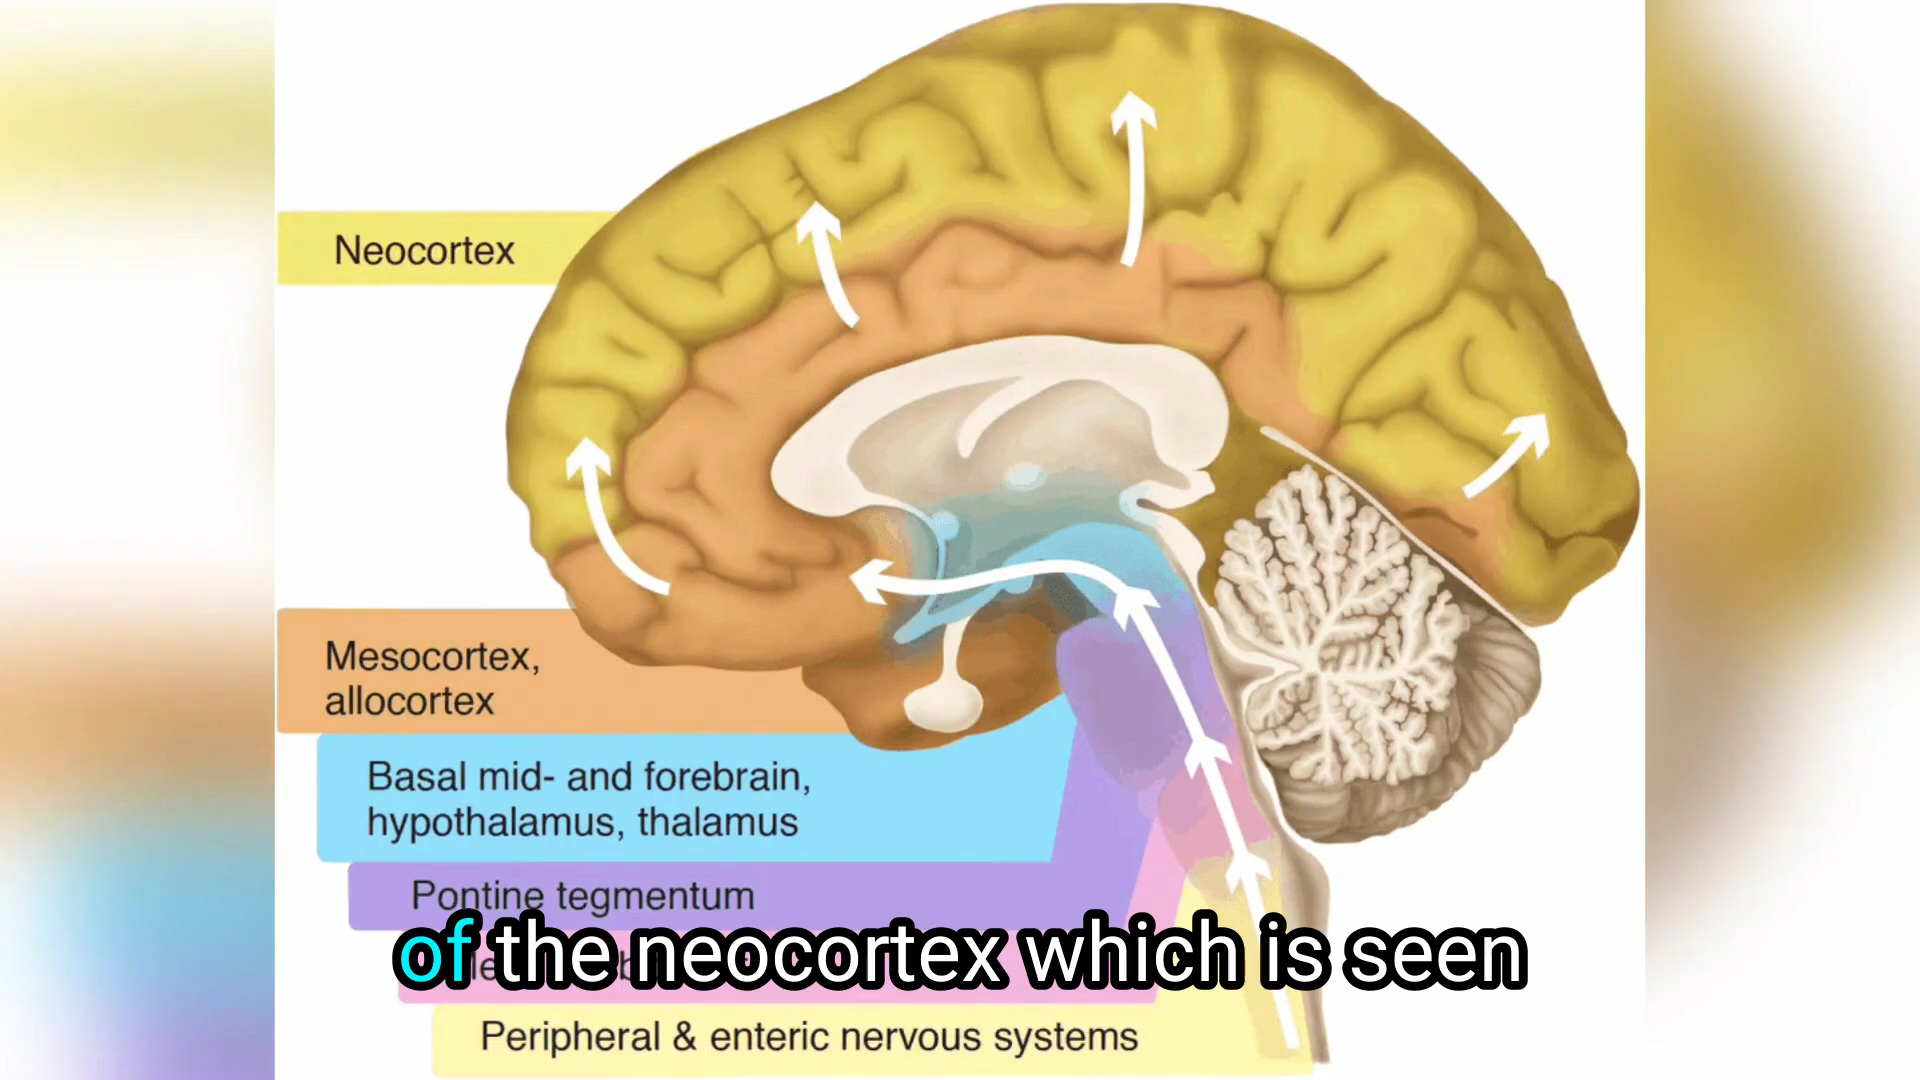 Neocortex
Mesocortex,
allocortex
Basal mid- and forebrain,
hypothalamus, thalamus
Pontine tegmentum
of the neocortex which is seen
Peripheral & enteric nervous systems